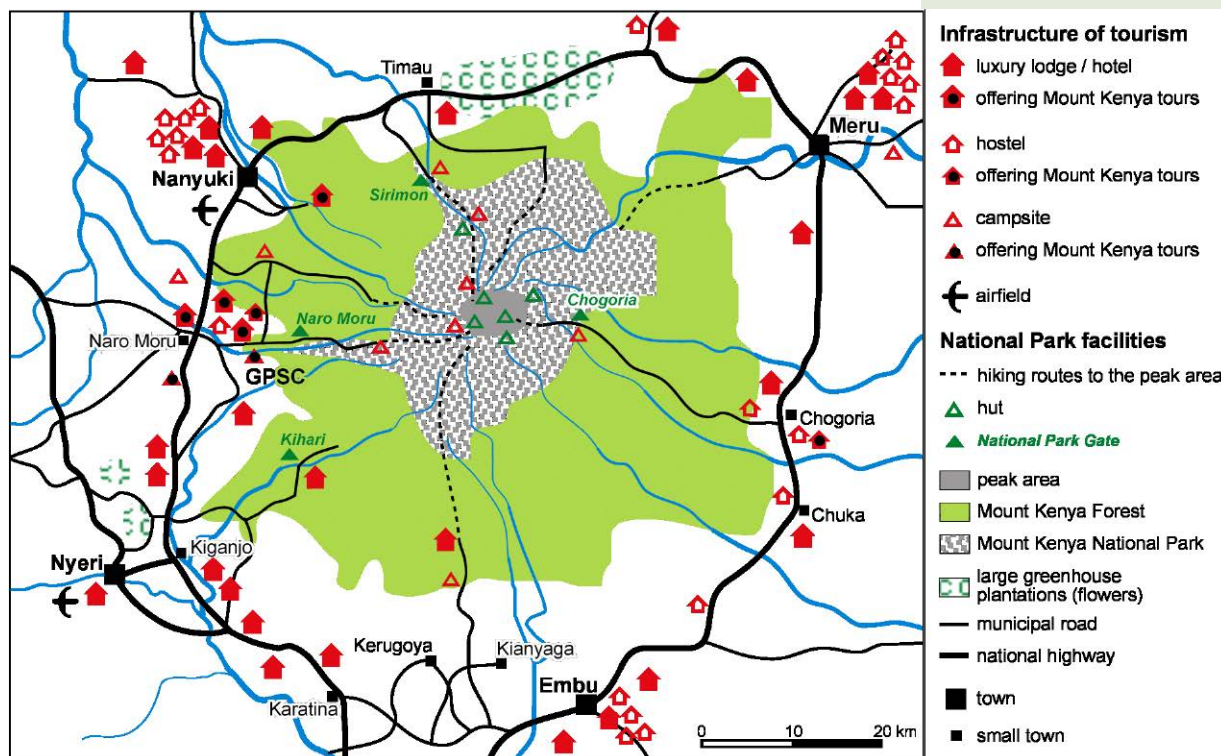 Timau
Meru
Nanyuki
Sirimon
Chogoria
Naro Moru
Naro Moru
GPSC
Chogoria
Kihari
Chuka
Kiganjo
Nyeri
Kerugoya
Kianyaga
Embu
Karatina
0 10 20 km
Infrastructure of tourism
luxury lodge / hotel
offering Mount Kenya tours
hostel
offering Mount Kenya tours
campsite
offering Mount Kenya tours
airfield
National Park facilities
hiking routes to the peak area
hut
National Park Gate
peak area
Mount Kenya Forest
Mount Kenya National Park
large greenhouse
plantations (flowers)
municipal road
national highway
town
small town